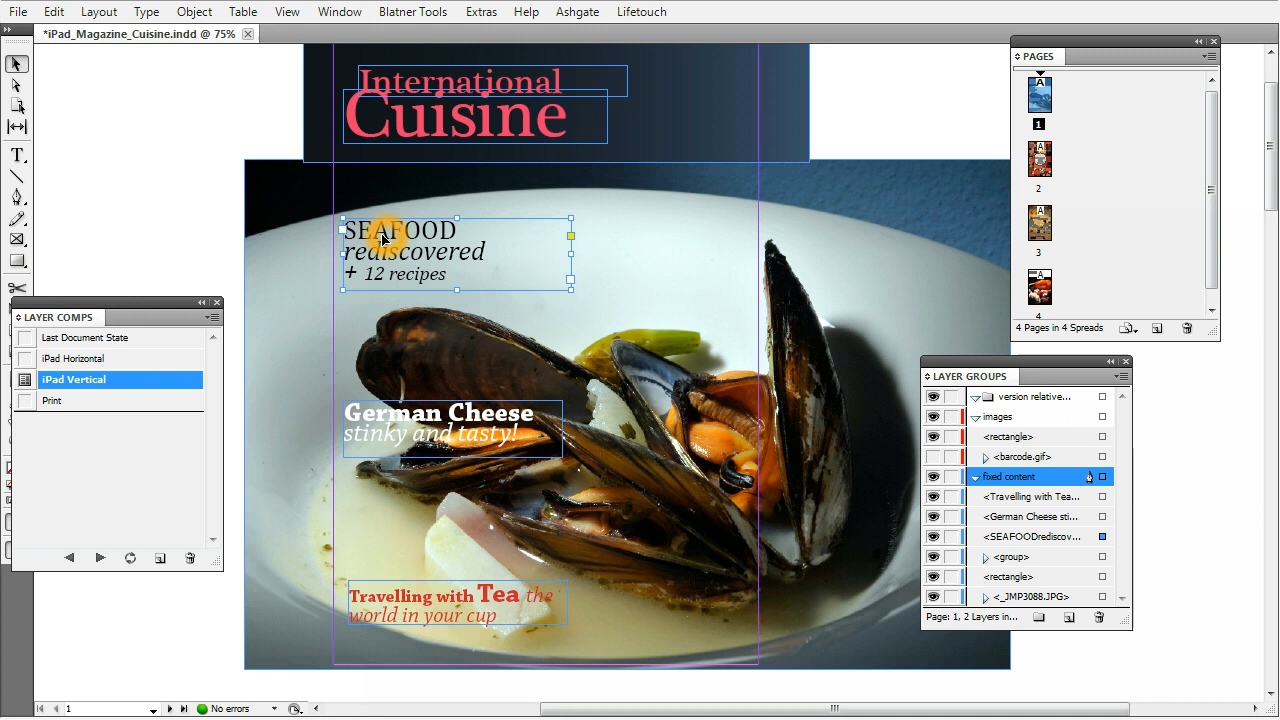 File Edit Layout Type Object Table View Window Blatner Tools Extras Help Ashgate Lifetouch
*iPad_Magazine_Cuisine.indd @ 75%
International
Cuisine
SEAFOOD
rediscovered
+ 12 recipes
German Cheese
stinky and tasty!
Travelling with Tea the
world in your cup
LAYER COMPS
Last Document State
iPad Horizontal
iPad Vertical
Print
PAGES
A
1
A
2
A
3
A
4
4 Pages in 4 Spreads
LAYER GROUPS
version relative...
images
<rectangle>
<barcode.gif>
fixed content
<Travelling with Tea...
<German Cheese sti...
<SEAFOODrediscov...
<group>
<rectangle>
<_JMP3088.JPG>
Page: 1, 2 Layers in...
1
No errors